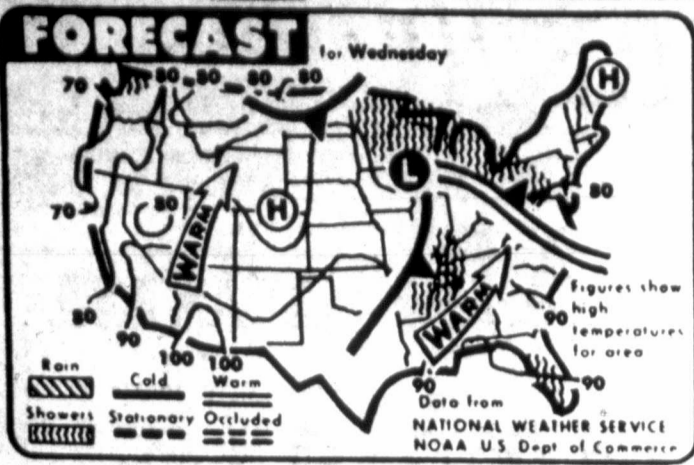 FORECAST
for Wednesday
70 80 80 80 80
H
L
80
H
70
80
WARM
WARM
80
90
100 100
90
Figures show
high
90
temperatures
for area
90
Rain
Cold Warm
Showers Stationary Occluded
Data from
NATIONAL WEATHER SERVICE
NOAA U.S. Dept of Commerce